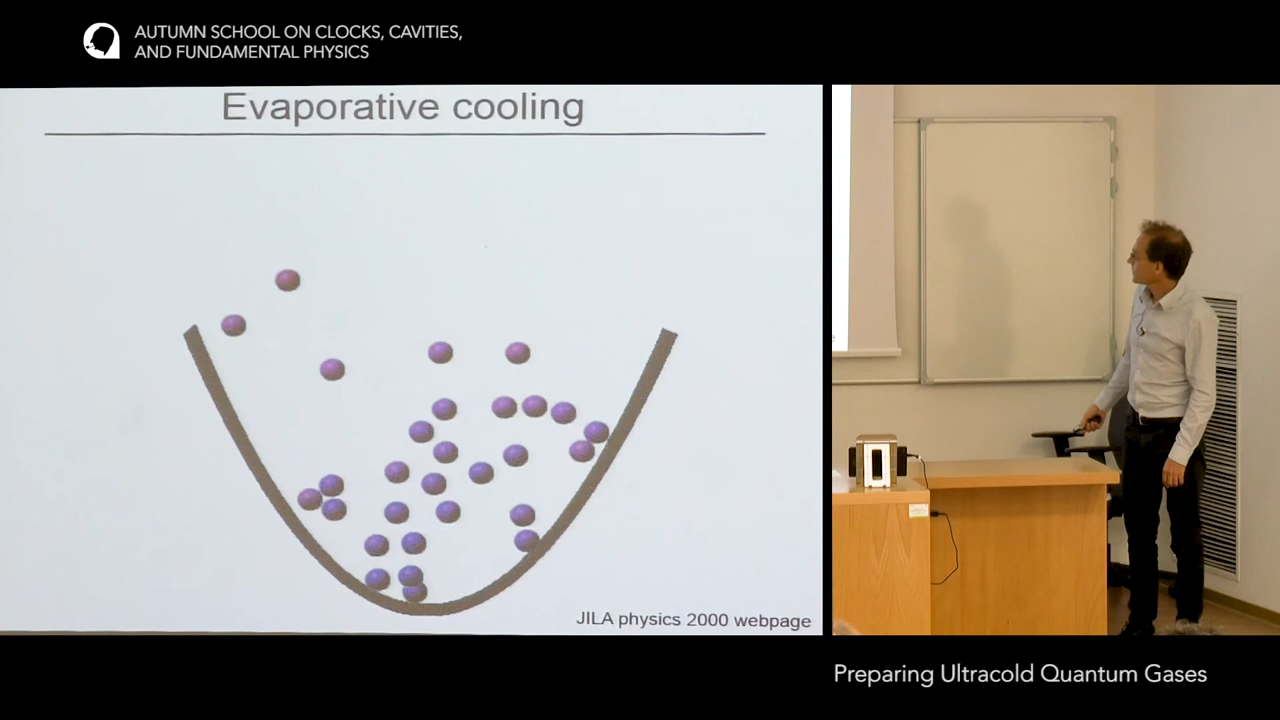 AUTUMN SCHOOL ON CLOCKS, CAVITIES,
AND FUNDAMENTAL PHYSICS
Evaporative cooling
JILA physics 2000 webpage
Preparing Ultracold Quantum Gases